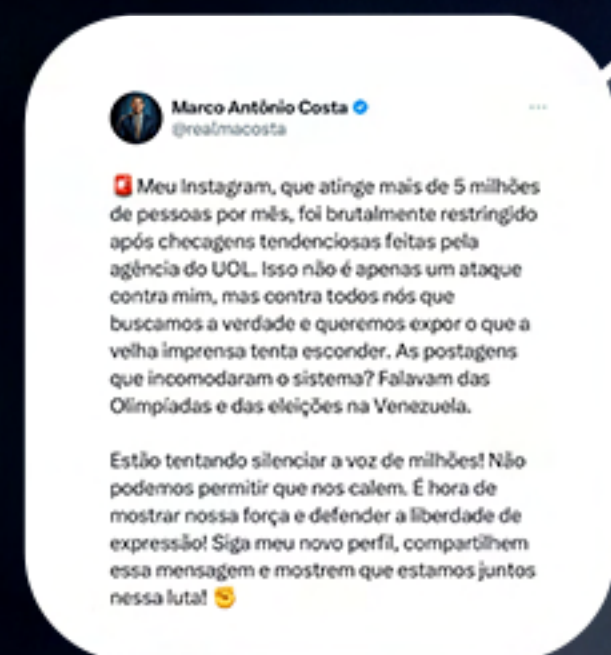 Marco Antônio Costa
@realmacosta
🚨 Meu Instagram, que atinge mais de 5 milhões
de pessoas por mês, foi brutalmente restringido
após checagens tendenciosas feitas pela
agência do UOL. Isso não é apenas um ataque
contra mim, mas contra todos nós que
buscamos a verdade e queremos expor o que a
velha imprensa tenta esconder. As postagens
que incomodaram o sistema? Falavam das
Olimpíadas e das eleições na Venezuela.
Estão tentando silenciar a voz de milhões! Não
podemos permitir que nos calem. É hora de
mostrar nossa força e defender a liberdade de
expressão! Siga meu novo perfil, compartilhem
essa mensagem e mostrem que estamos juntos
nessa luta! ✊